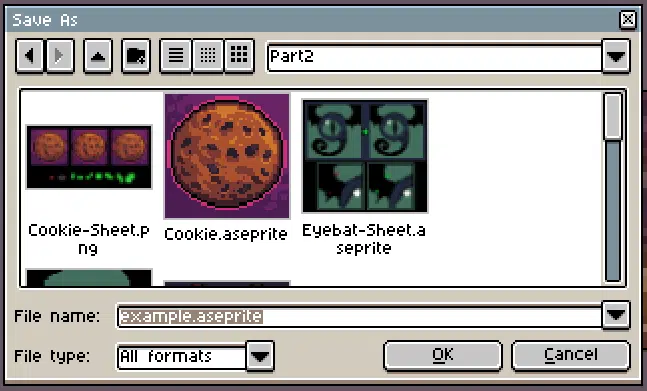 Save As
Part2
Cookie-Sheet.p
ng
Cookie.aseprite
Eyebat-Sheet.a
seprite
File name:
example.aseprite
File type:
All formats
OK
Cancel